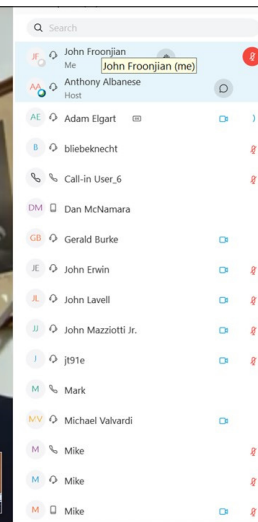 Search
JF John Froonjian
Me John Froonjian (me)
AA Anthony Albanese
Host
AE Adam Elgart
B bliebeknecht
Call-in User_6
DM Dan McNamara
GB Gerald Burke
JE John Erwin
JL John Lavell
JJ John Mazziotti Jr.
J jt91e
M Mark
MV Michael Valvardi
M Mike
M Mike
M Mike